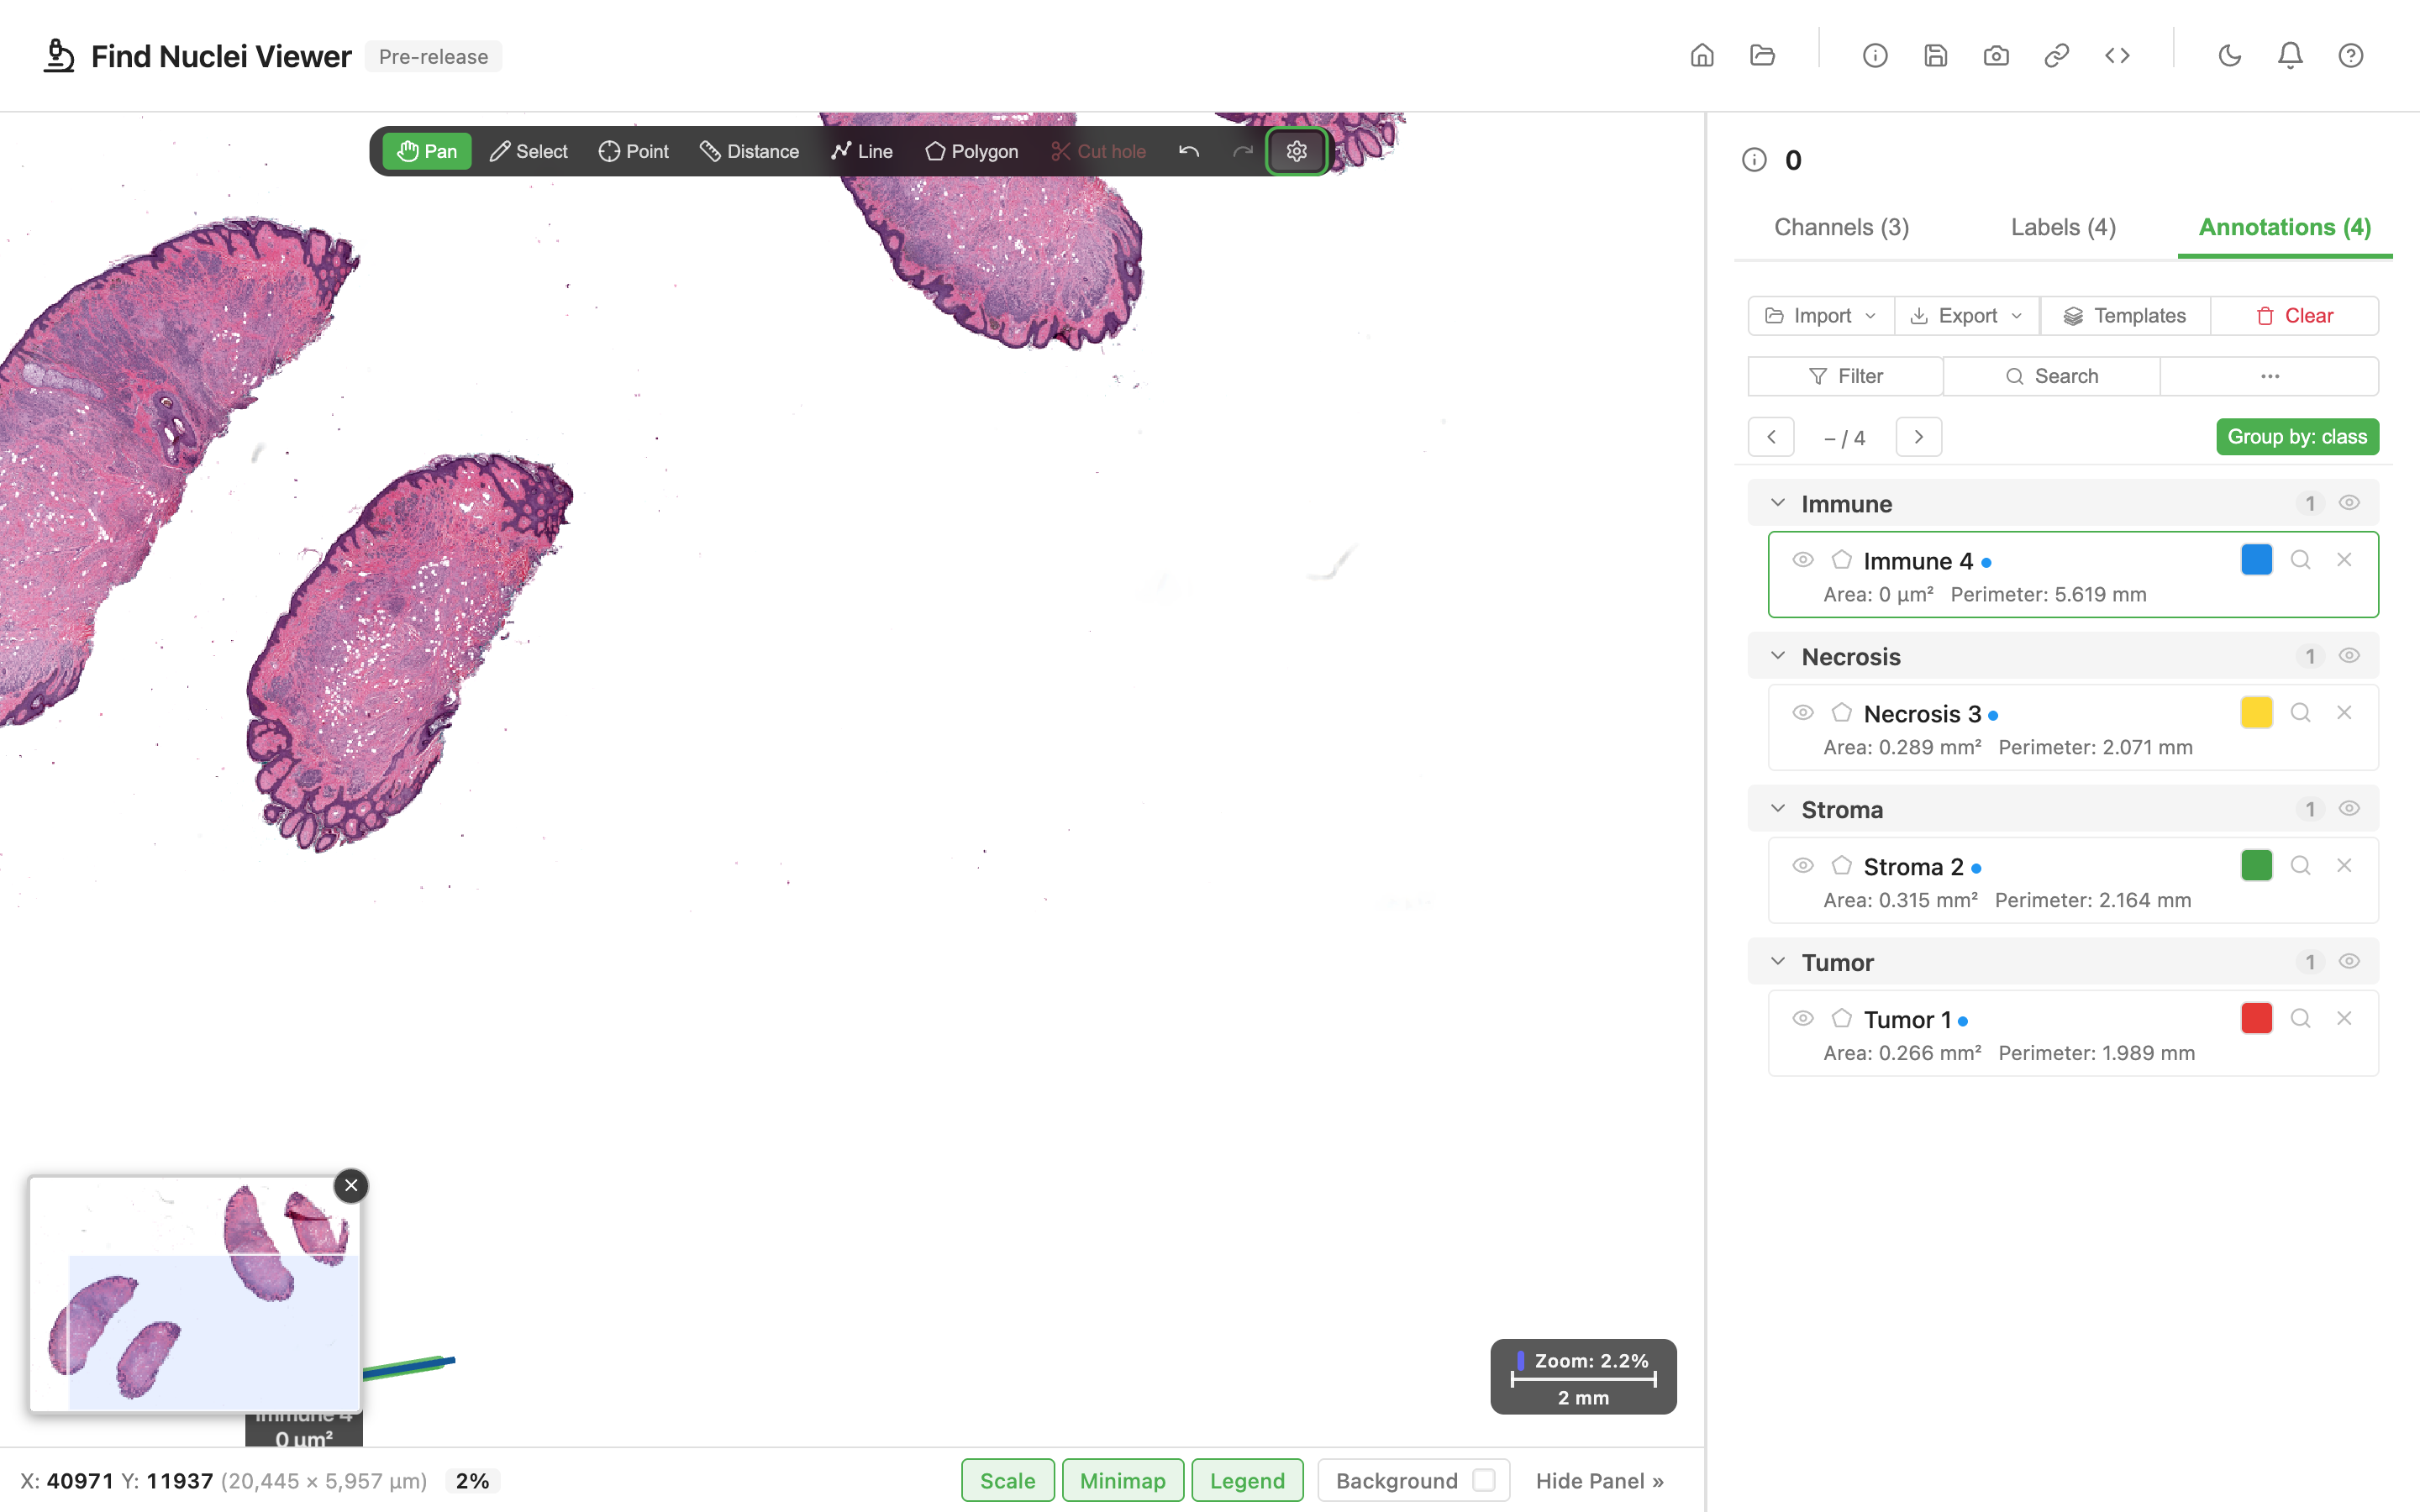 Find Nuclei Viewer Pre-release
Pan Select Point Distance Line Polygon Cut hole
0
Channels (3) Labels (4) Annotations (4)
Import Export Templates Clear
Filter Search ...
– / 4 Group by: class
Immune 1
Immune 4
Area: 0 µm² Perimeter: 5.619 mm
Necrosis 1
Necrosis 3
Area: 0.289 mm² Perimeter: 2.071 mm
Stroma 1
Stroma 2
Area: 0.315 mm² Perimeter: 2.164 mm
Tumor 1
Tumor 1
Area: 0.266 mm² Perimeter: 1.989 mm
Zoom: 2.2%
2 mm
Immune 4
0 µm²
X: 40971 Y: 11937 (20,445 × 5,957 µm) 2%
Scale Minimap Legend Background Hide Panel »